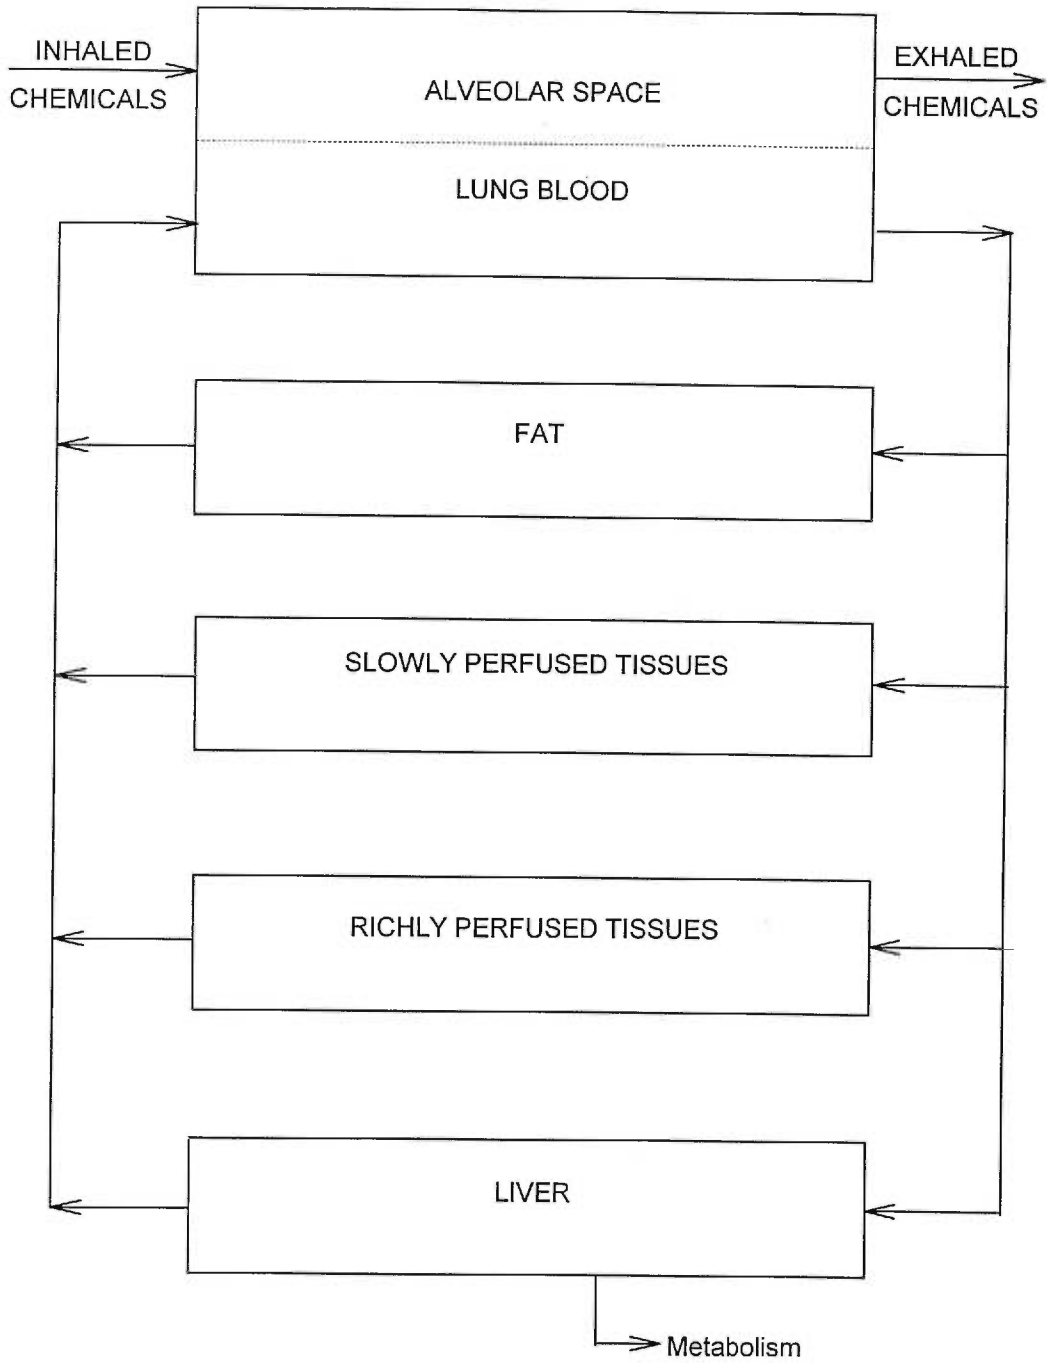 INHALED
CHEMICALS
EXHALED
CHEMICALS
ALVEOLAR SPACE
LUNG BLOOD
FAT
SLOWLY PERFUSED TISSUES
RICHLY PERFUSED TISSUES
LIVER
Metabolism